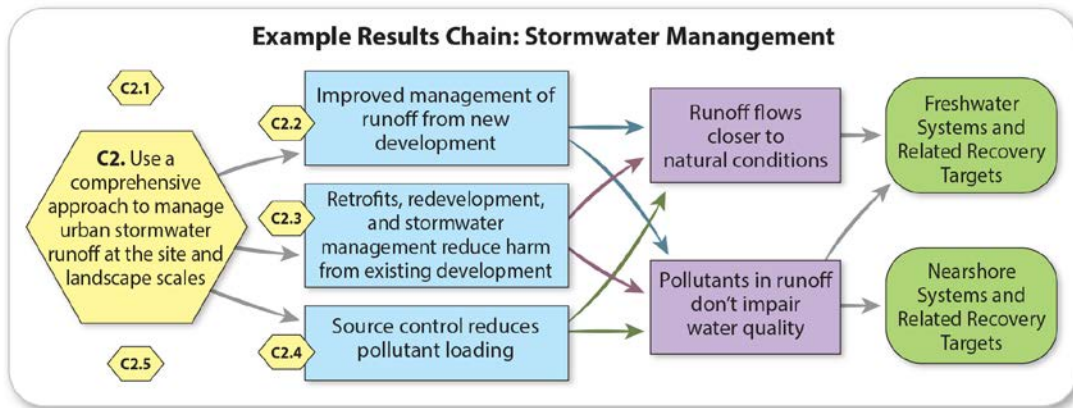 Example Results Chain: Stormwater Manangement
C2.1
C2. Use a
comprehensive
approach to manage
urban stormwater
runoff at the site and
landscape scales
C2.5
C2.2
Improved management of
runoff from new
development
C2.3
Retrofits, redevelopment,
and stormwater
management reduce harm
from existing development
C2.4
Source control reduces
pollutant loading
Runoff flows
closer to
natural conditions
Pollutants in runoff
don't impair
water quality
Freshwater
Systems and
Related Recovery
Targets
Nearshore
Systems and
Related Recovery
Targets